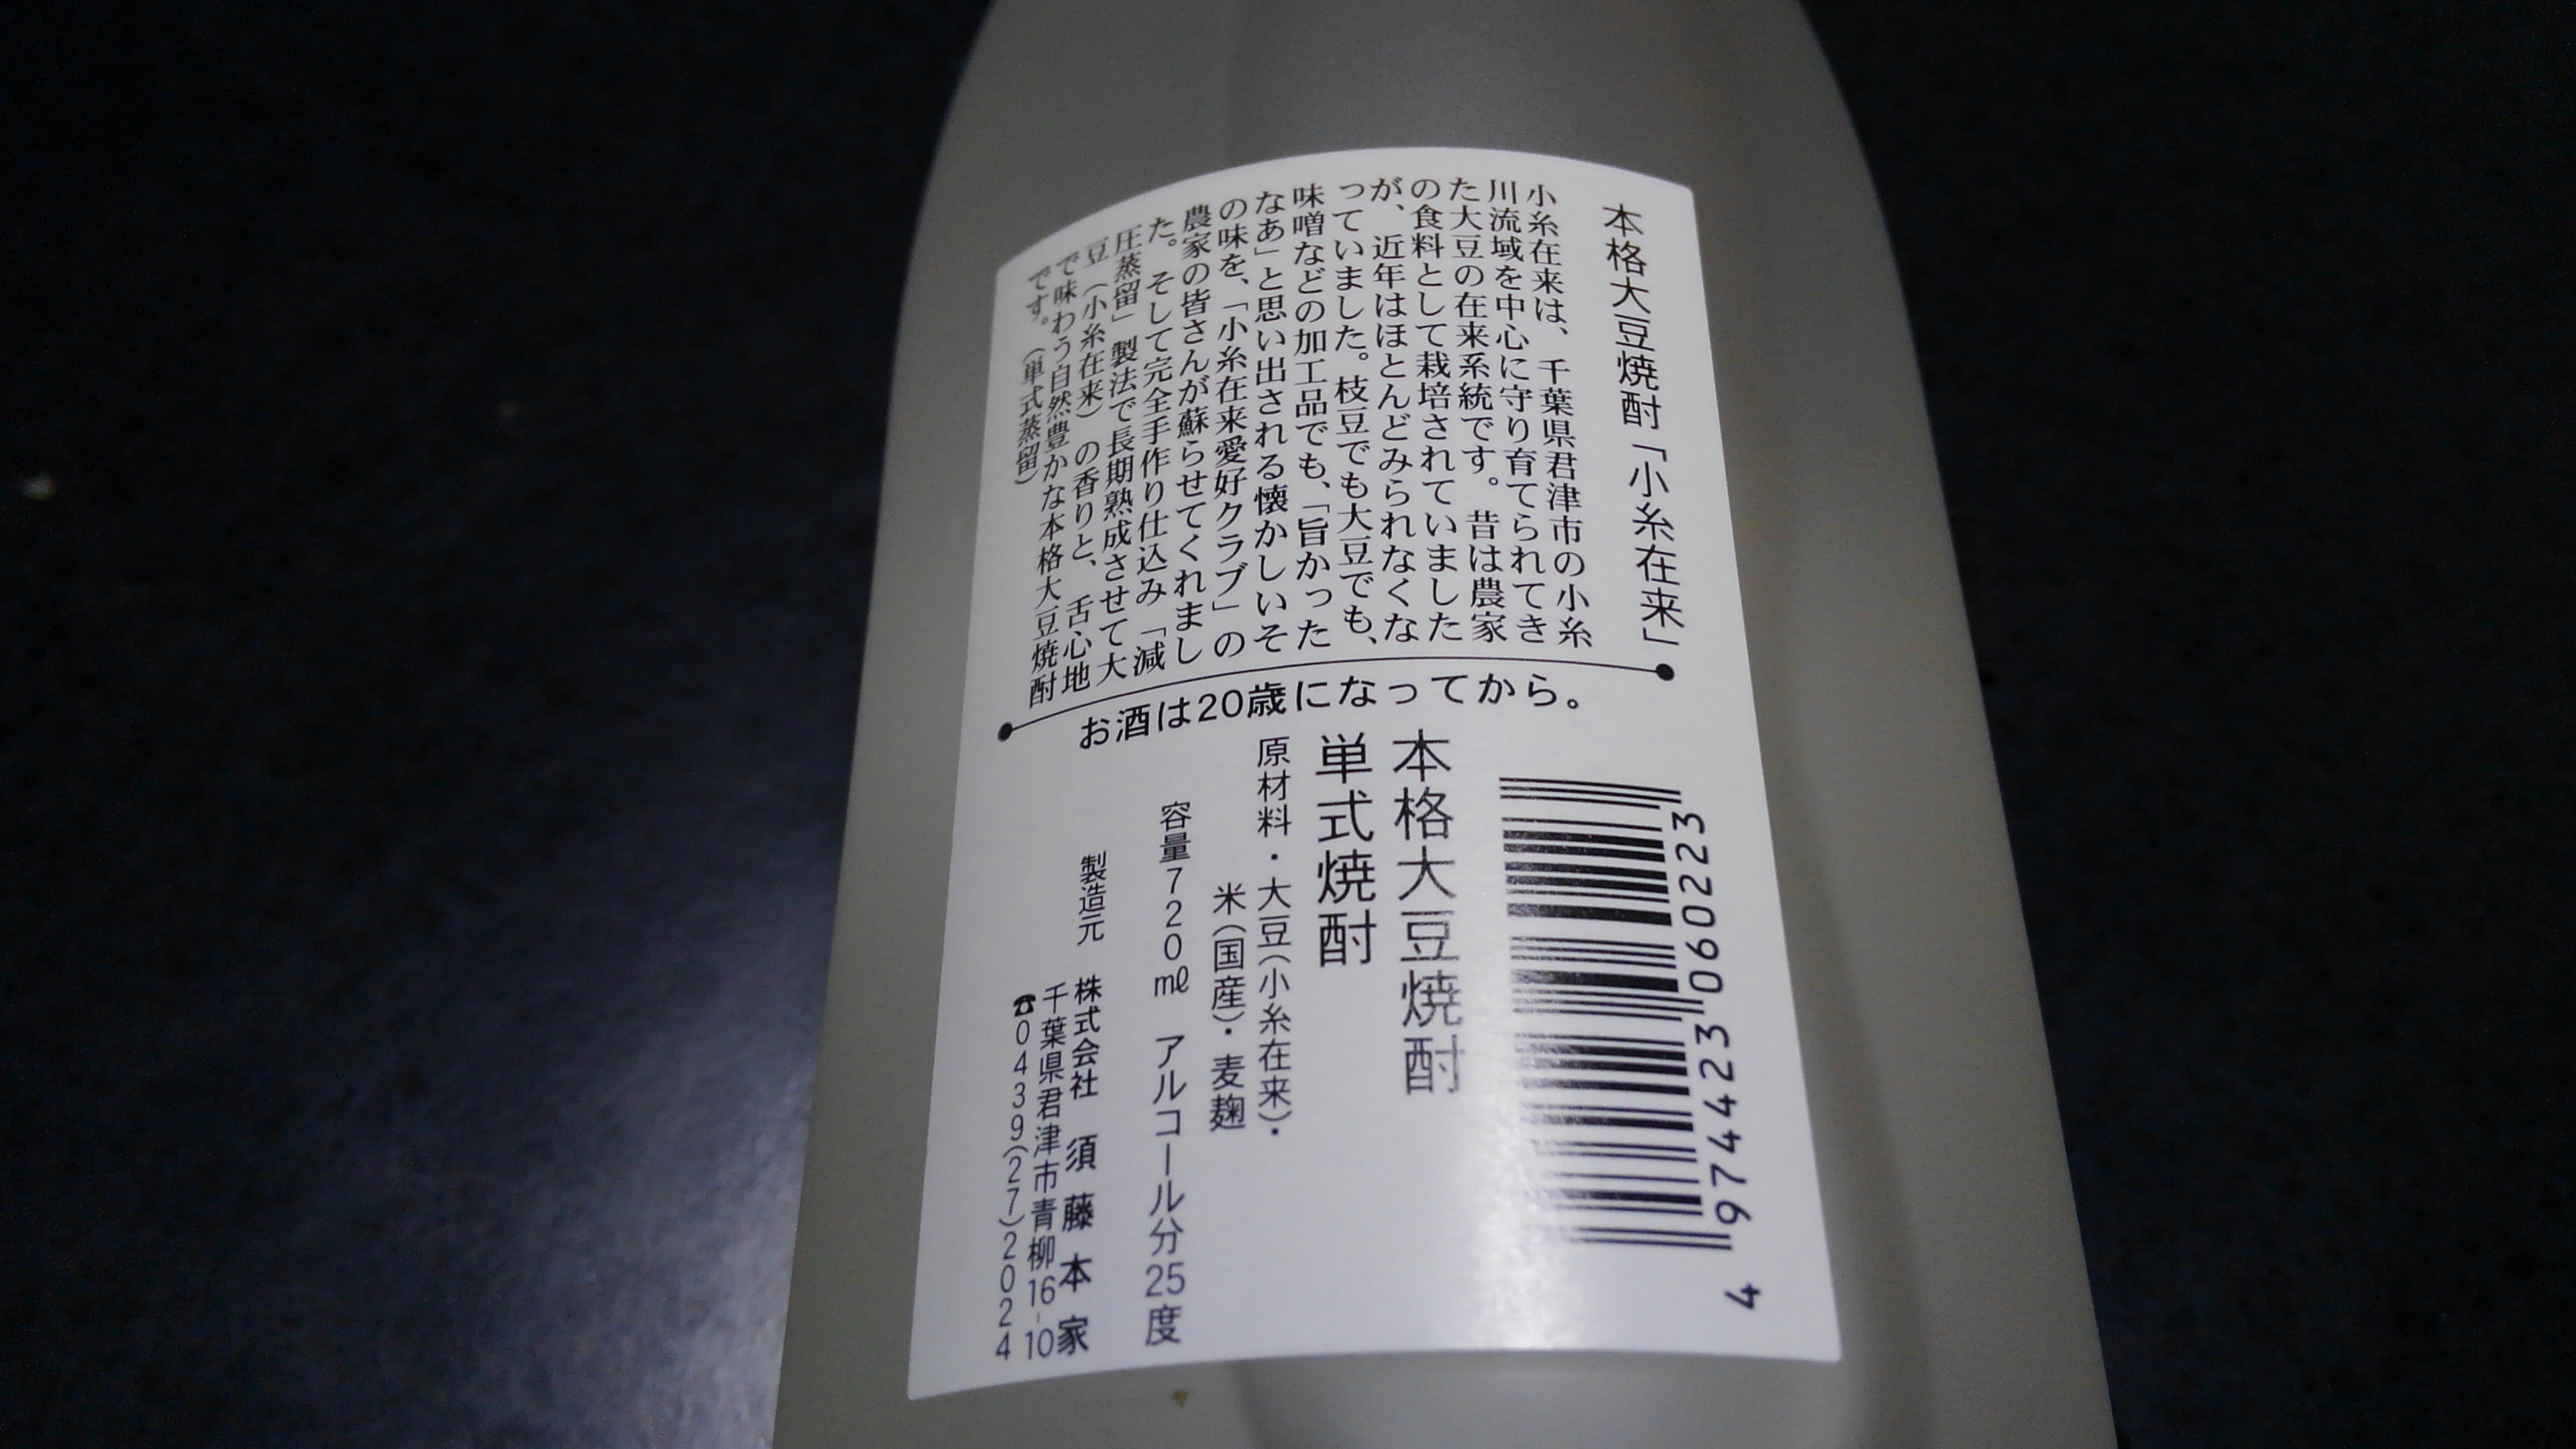 本格大豆焼酎「小糸在来」
小糸在来は、千葉県君津市の小糸
川流域を中心に守り育てられてき
た大豆の在来系統です。昔は農家
の食料として栽培されていました
が、近年はほとんどみられなくな
っていました。枝豆でも大豆でも、
味噌などの加工品でも、「旨かった
なあ」と思い出される懐かしいそ
の味を、「小糸在来愛好クラブ」の
農家の皆さんが蘇らせてくれまし
た。そして完全手作り仕込み「減
圧蒸留」製法で長期熟成させて大
豆（小糸在来）の香りと、舌心地
で味わう自然豊かな本格大豆焼酎
です。（単式蒸留）
お酒は20歳になってから。
本格大豆焼酎
単式焼酎
原材料・大豆（小糸在来）・
米（国産）・麦麹
容量720㎖ アルコール分25度
製造元 株式会社 須藤本家
千葉県君津市青柳16-10
☎0439(27)2024
4 974423 060223